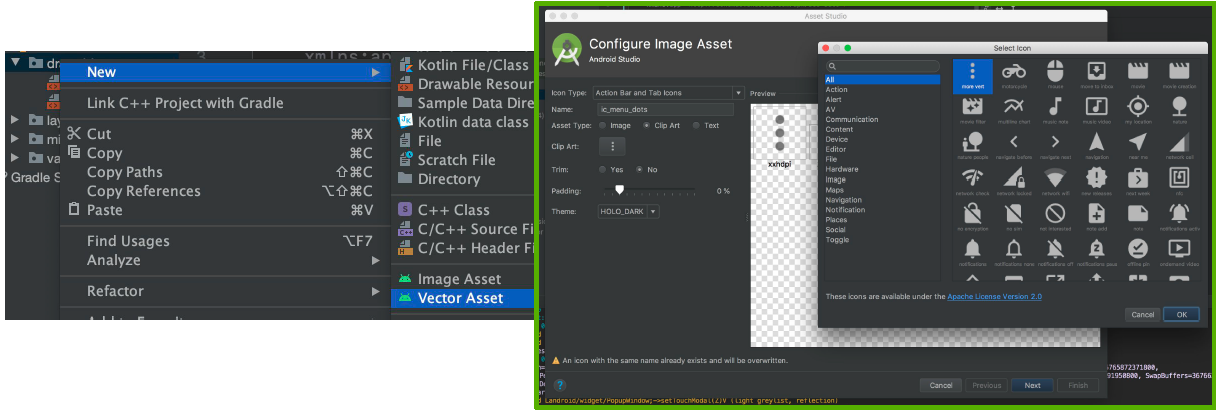 xmlns:ap
New
Link C++ Project with Gradle
Cut ⌘X
Copy ⌘C
Copy Paths ⇧⌘C
Copy References ⌥⇧⌘C
Paste ⌘V
Find Usages ⌥F7
Analyze
Refactor
Gradle S
Kotlin File/Class
Drawable Resour
Sample Data Dire
Kotlin data class
File
Scratch File
Directory
C++ Class
C/C++ Source Fi
C/C++ Header Fi
Image Asset
Vector Asset
Asset Studio
Configure Image Asset
Android Studio
Icon Type: Action Bar and Tab Icons
Name: ic_menu_dots
Asset Type: Image Clip Art Text
Clip Art:
Trim: Yes No
Padding: 0 %
Theme: HOLO_DARK
Preview
xxhdpi
An icon with the same name already exists and will be overwritten.
? Cancel Previous Next Finish
Select Icon
All
Action
Alert
AV
Communication
Content
Device
Editor
File
Hardware
Image
Maps
Navigation
Notification
Places
Social
Toggle
more vert motorcycle mouse move to inbox movie movie creation
movie filter multiline chart music note music video my location nature
nature people navigate before navigate next navigation near me network cell
network check network locked network wifi new releases next week nfc
no encryption no sim not interested note add note notifications
notifications notifications none notifications off notifications paus offline pin ondemand video
These icons are available under the Apache License Version 2.0
Cancel OK
765872371800,
91950800, SwapBuffers=36766
Landroid/widget/PopupWindow;->setTouchModal(Z)V (light greylist, reflection)